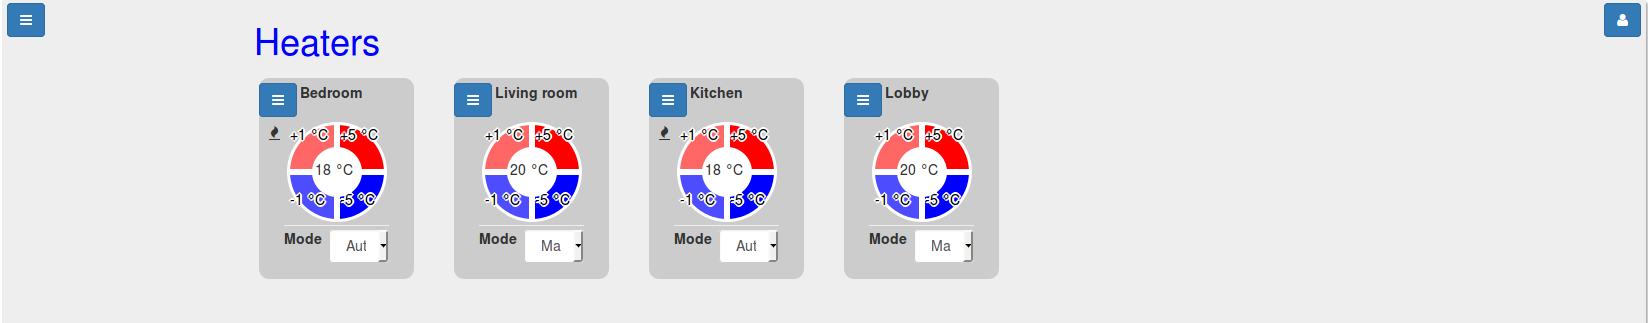 Heaters
Bedroom
+1 °C +5 °C
18 °C
-1 °C -5 °C
Mode Aut
Living room
+1 °C +5 °C
20 °C
-1 °C -5 °C
Mode Ma
Kitchen
+1 °C +5 °C
18 °C
-1 °C -5 °C
Mode Aut
Lobby
+1 °C +5 °C
20 °C
-1 °C -5 °C
Mode Ma